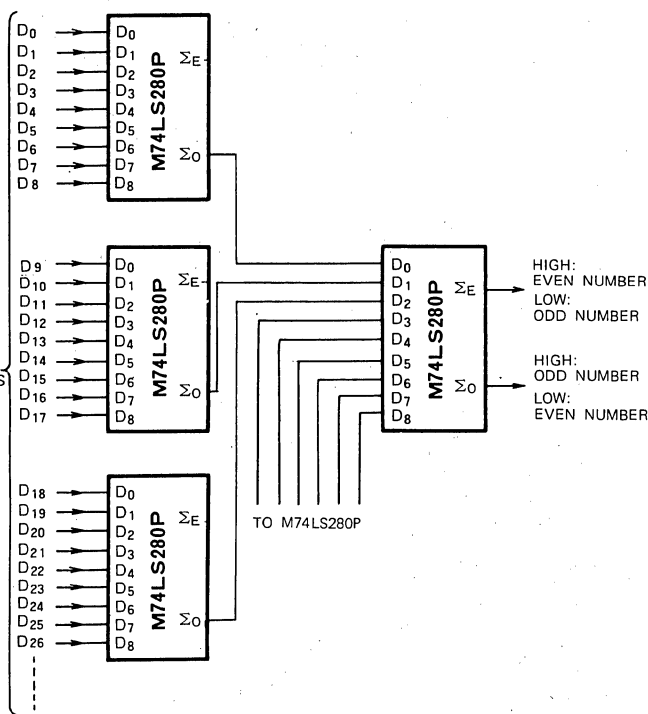 D0 D0
D1 D1
D2 D2 ΣE
D3 D3
D4 D4
D5 D5
D6 D6
D7 D7 ΣO
D8 D8
M74LS280P
D9 D0
D10 D1 ΣE
D11 D2
D12 D3
D13 D4
D14 D5
D15 D6
D16 D7 ΣO
D17 D8
M74LS280P
S
D18 D0
D19 D1
D20 D2 ΣE
D21 D3
D22 D4
D23 D5
D24 D6
D25 D7 ΣO
D26 D8
M74LS280P
D0
D1
D2 ΣE
D3
D4
D5
D6 ΣO
D7
D8
M74LS280P
HIGH:
EVEN NUMBER
LOW:
ODD NUMBER
HIGH:
ODD NUMBER
LOW:
EVEN NUMBER
TO M74LS280P